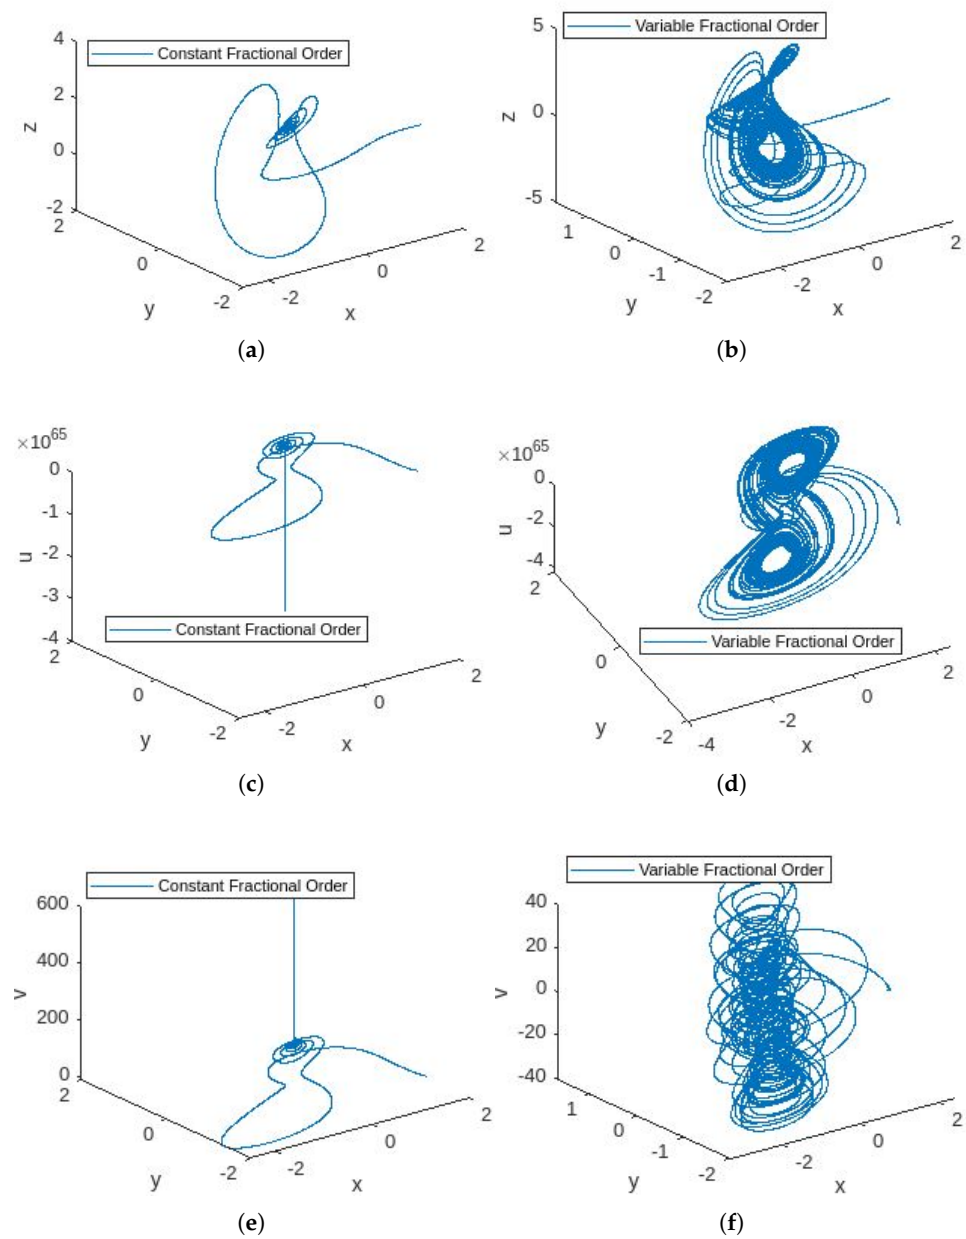 4
Constant Fractional Order
2
z
0
-2
2
0
y
-2
-2
x
0
2
(a)
5
Variable Fractional Order
z
0
-5
1
0
-1
y
-2
-2
x
0
2
(b)
×10^65
0
-1
u
-2
-3
-4
Constant Fractional Order
2
0
y
-2
-2
x
0
2
(c)
×10^65
0
u
-2
-4
2
Variable Fractional Order
0
y
-2
-4
-2
x
0
2
(d)
Constant Fractional Order
600
400
v
200
0
2
0
y
-2
-2
x
0
2
(e)
Variable Fractional Order
40
20
v
0
-20
-40
1
0
-1
y
-2
-2
x
0
2
(f)